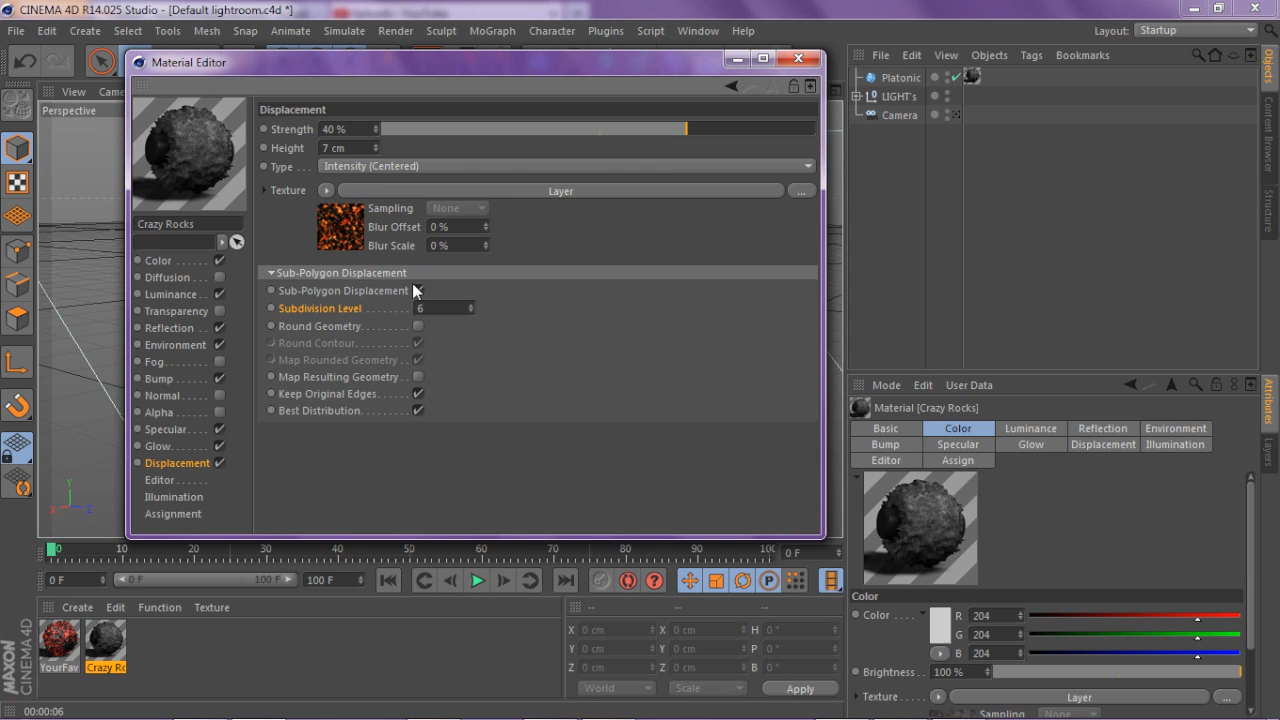 CINEMA 4D R14.025 Studio - [Default lightroom.c4d *]
File Edit Create Select Tools Mesh Snap Animate Simulate Render Sculpt MoGraph Character Plugins Script Window Help
Layout: Startup
View
Perspective
Material Editor
Displacement
Strength 40 %
Height 7 cm
Type . . . Intensity (Centered)
Texture Layer ...
Sampling None
Blur Offset 0 %
Blur Scale 0 %
Sub-Polygon Displacement
Sub-Polygon Displacement
Subdivision Level 6
Round Geometry
Round Contour
Map Rounded Geometry
Map Resulting Geometry
Keep Original Edges
Best Distribution
Crazy Rocks
Color
Diffusion
Luminance
Transparency
Reflection
Environment
Fog
Bump
Normal
Alpha
Specular
Glow
Displacement
Editor
Illumination
Assignment
File Edit View Objects Tags Bookmarks
Platonic
LIGHT's
Camera
Objects
Content Browser
Structure
Mode Edit User Data
Material [Crazy Rocks]
Basic Color Luminance Reflection Environment
Bump Specular Glow Displacement Illumination
Editor Assign
Attributes
Layers
Color
Color R 204
G 204
B 204
Brightness 100 %
Texture Layer ...
Sampling None
Y
X Z
0 10 20 30 40 50 60 70 80 90 100 0 F
0 F 0 F 100 F 100 F
Create Edit Function Texture
YourFav Crazy Ro
-- -- --
X 0 cm X 0 cm H 0 °
Y 0 cm Y 0 cm P 0 °
Z 0 cm Z 0 cm B 0 °
World Scale Apply
MAXON
CINEMA 4D
00:00:06